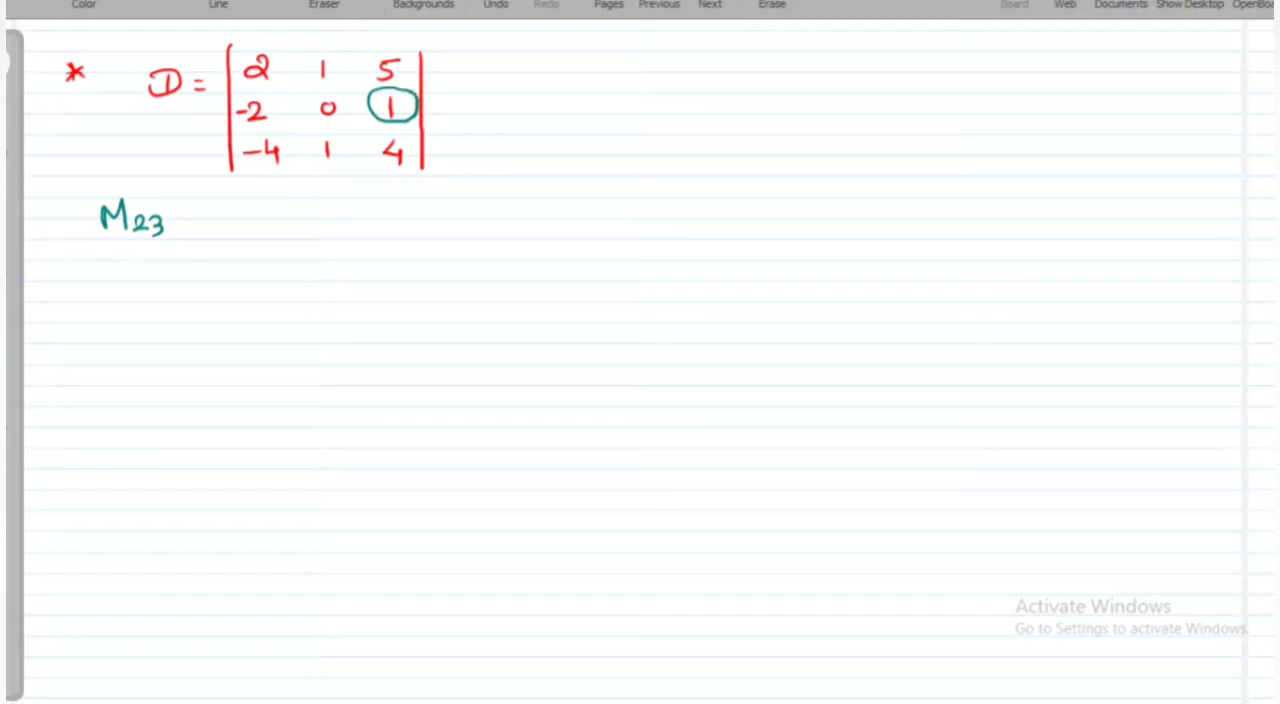 Color Line Eraser Backgrounds Undo Redo Pages Previous Next Erase Board Web Documents Show Desktop OpenBoa
* D = | 2 1 5 |
| -2 0 1 |
| -4 1 4 |
M23
Activate Windows
Go to Settings to activate Windows.